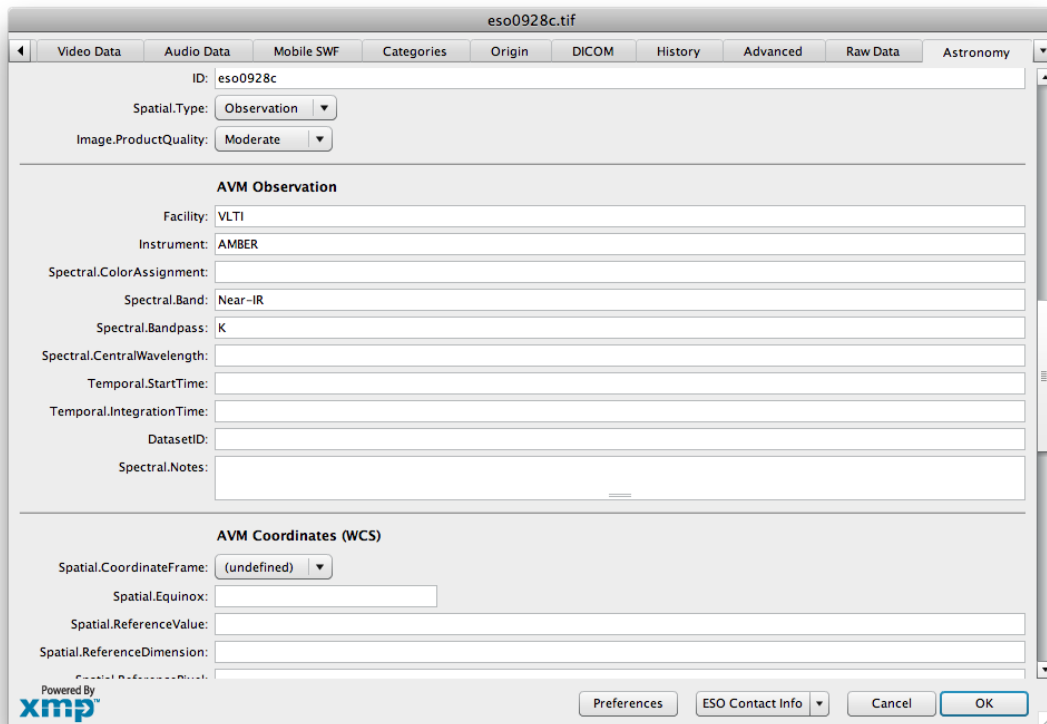 eso0928c.tif
Video Data Audio Data Mobile SWF Categories Origin DICOM History Advanced Raw Data Astronomy
ID: eso0928c
Spatial.Type: Observation
Image.ProductQuality: Moderate
AVM Observation
Facility: VLTI
Instrument: AMBER
Spectral.ColorAssignment:
Spectral.Band: Near-IR
Spectral.Bandpass: K
Spectral.CentralWavelength:
Temporal.StartTime:
Temporal.IntegrationTime:
DatasetID:
Spectral.Notes:
AVM Coordinates (WCS)
Spatial.CoordinateFrame: (undefined)
Spatial.Equinox:
Spatial.ReferenceValue:
Spatial.ReferenceDimension:
Spatial.ReferencePixel:
Powered By
xmp™
Preferences ESO Contact Info Cancel OK